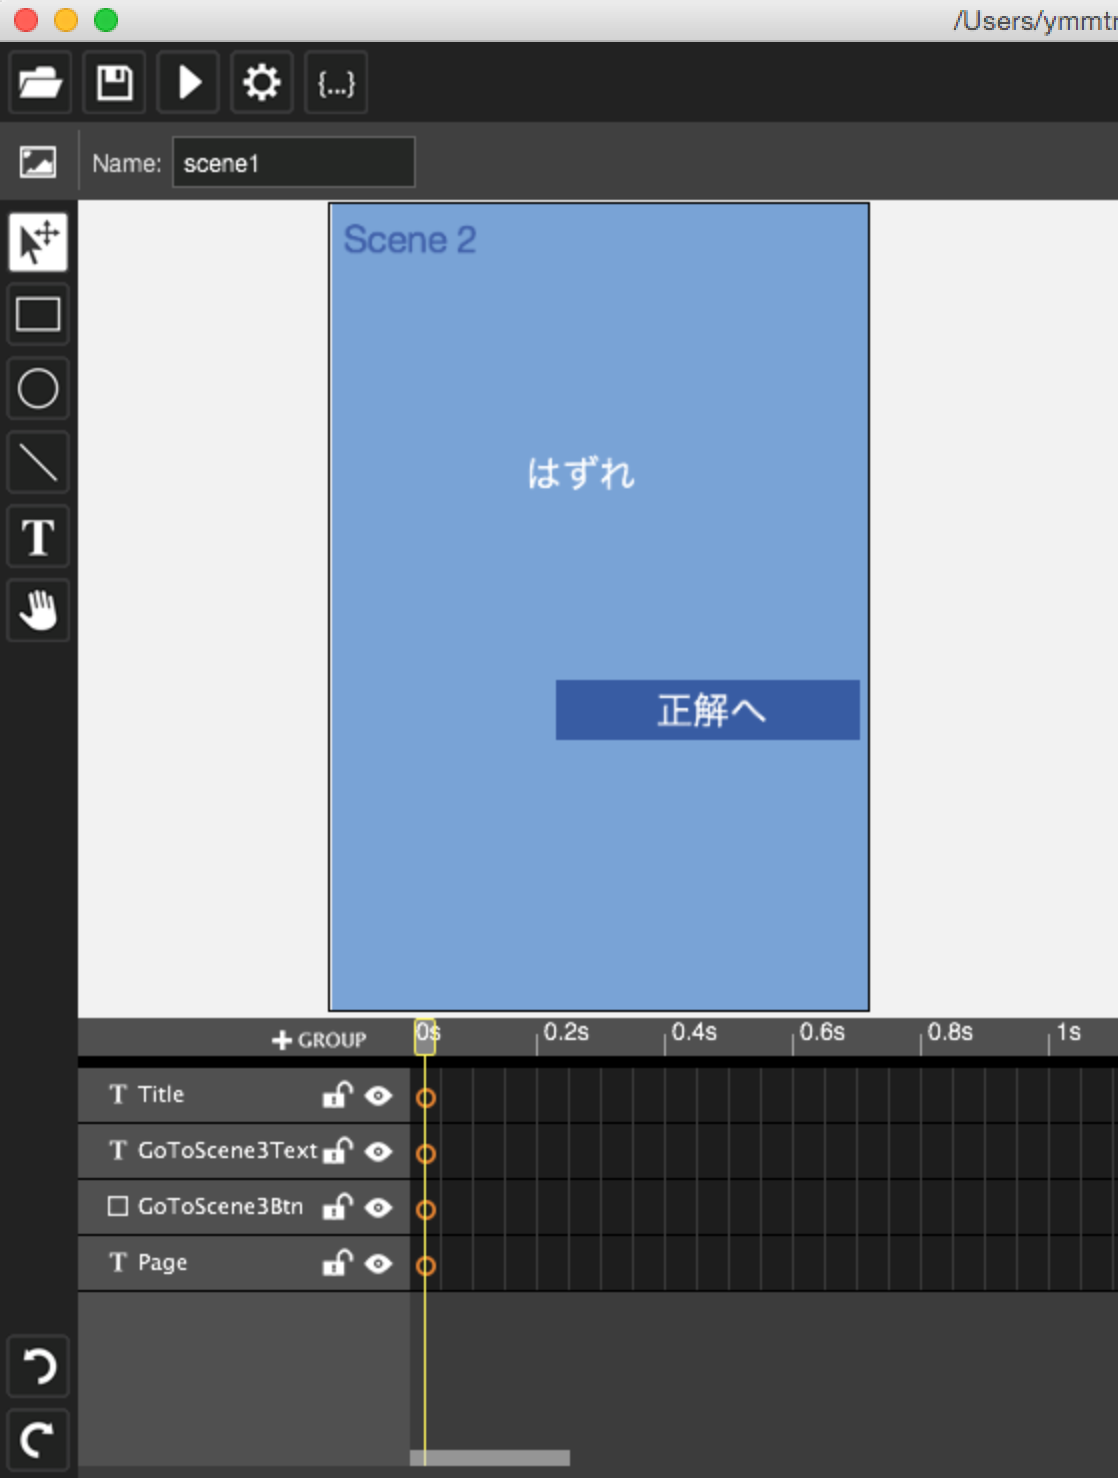 /Users/ymmtr
{...}
Name: scene1
Scene 2
はずれ
正解へ
GROUP 0s 0.2s 0.4s 0.6s 0.8s 1s
T Title
T GoToScene3Text
GoToScene3Btn
T Page
T